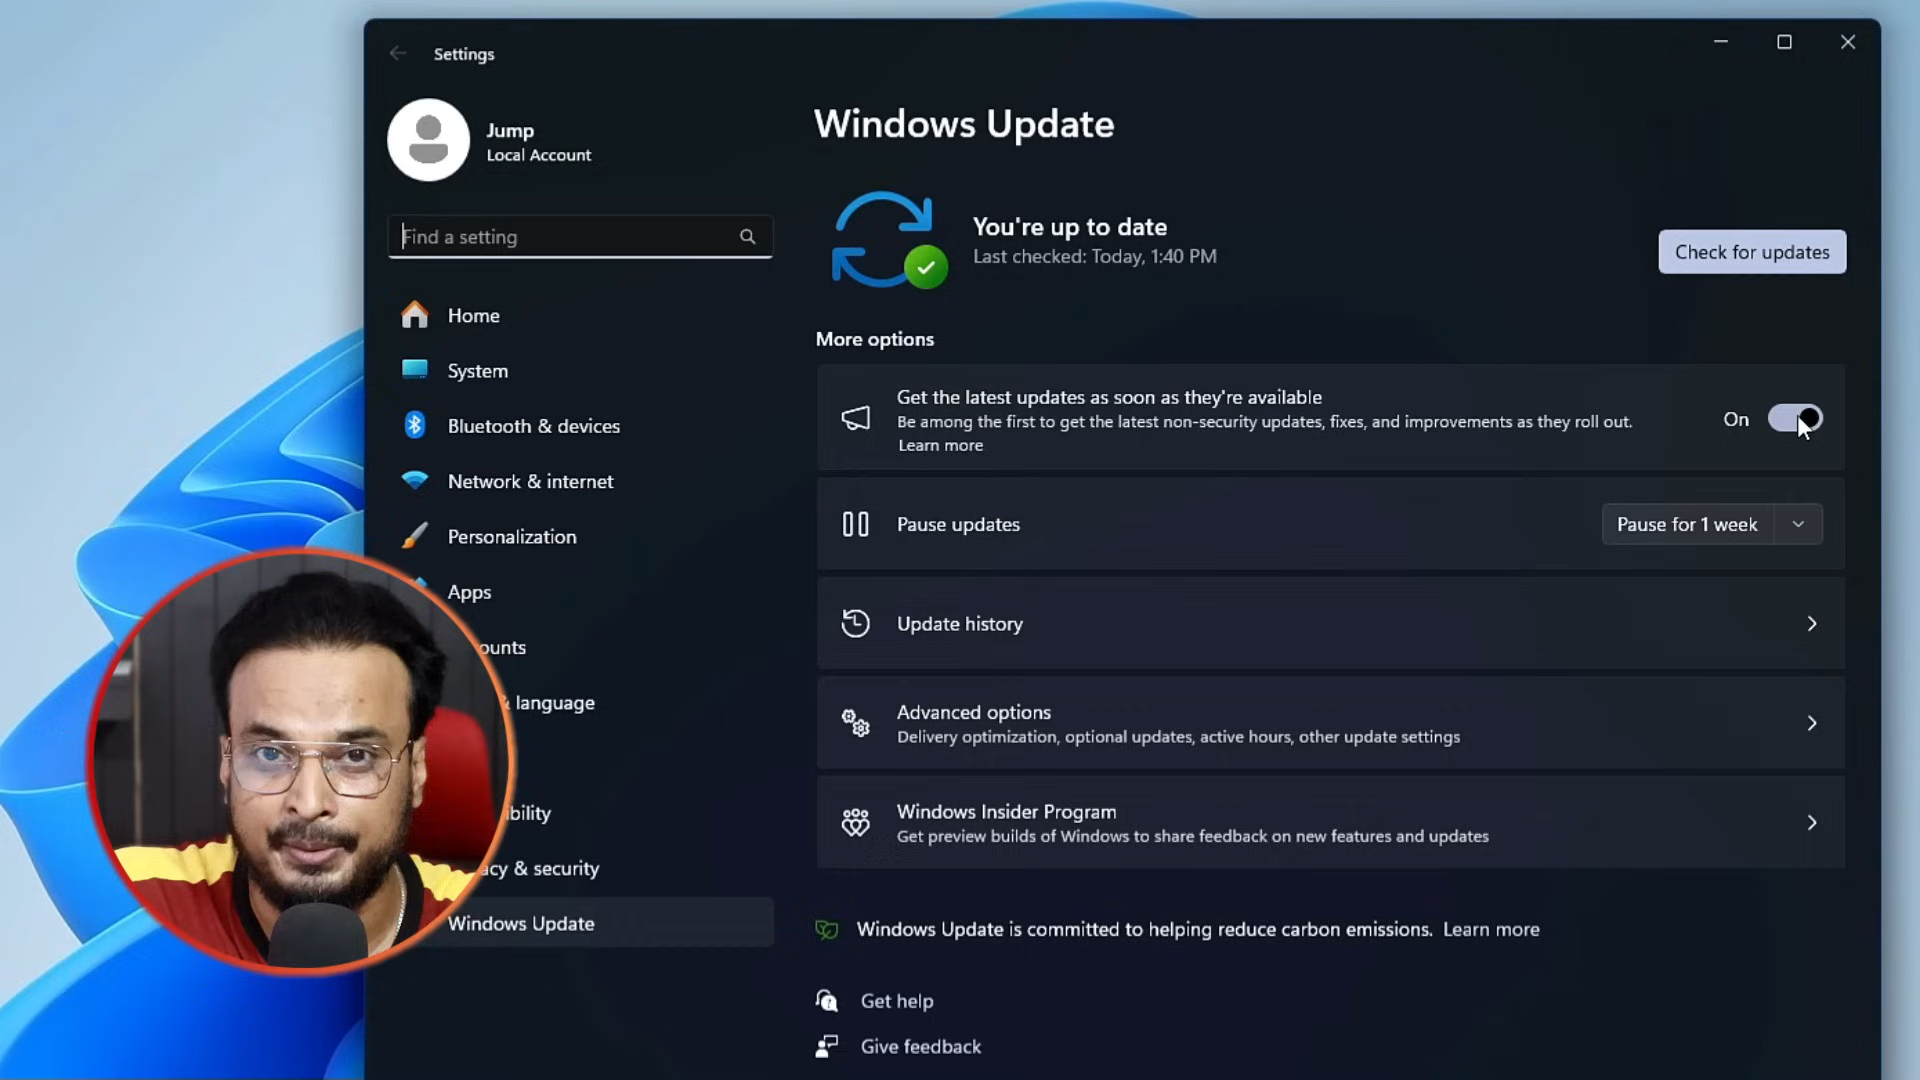 Settings
Jump
Local Account
Find a setting
Home
System
Bluetooth & devices
Network & internet
Personalization
Apps
ounts
& language
ibility
acy & security
Windows Update
Windows Update
You're up to date
Last checked: Today, 1:40 PM
Check for updates
More options
Get the latest updates as soon as they're available
Be among the first to get the latest non-security updates, fixes, and improvements as they roll out.
Learn more
On
Pause updates
Pause for 1 week
Update history
Advanced options
Delivery optimization, optional updates, active hours, other update settings
Windows Insider Program
Get preview builds of Windows to share feedback on new features and updates
Windows Update is committed to helping reduce carbon emissions. Learn more
Get help
Give feedback